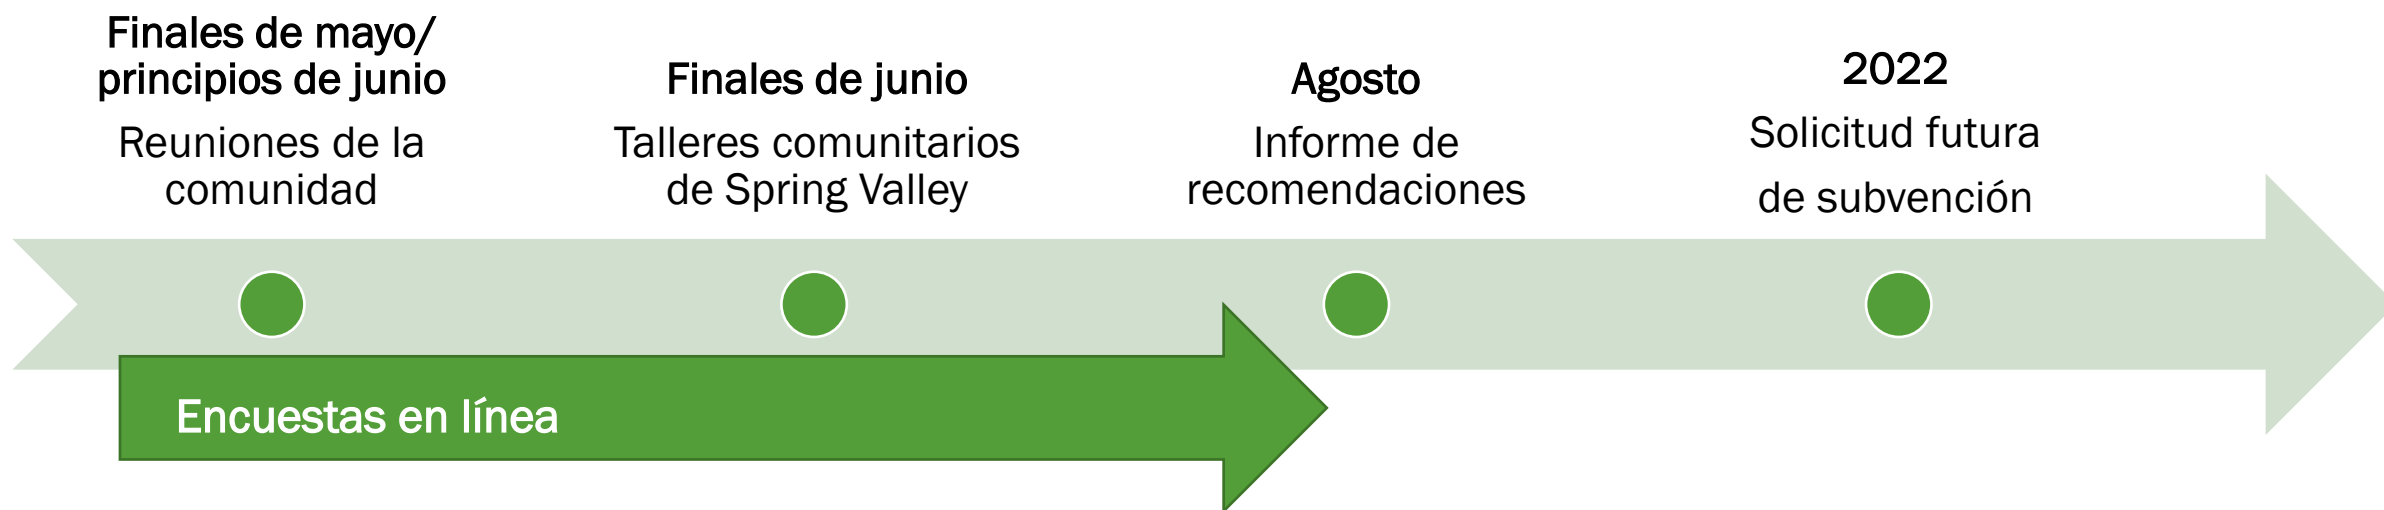 Finales de mayo/
principios de junio
Reuniones de la
comunidad
Finales de junio
Talleres comunitarios
de Spring Valley
Agosto
Informe de
recomendaciones
2022
Solicitud futura
de subvención
Encuestas en línea